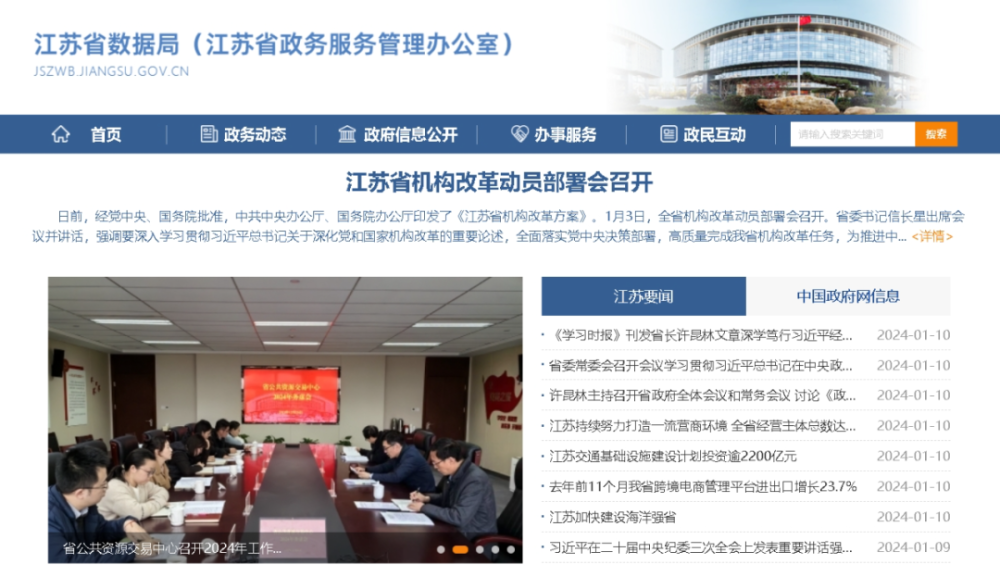 江苏省数据局（江苏省政务服务管理办公室）
JSZWB.JIANGSU.GOV.CN
首页 政务动态 政府信息公开 办事服务 政民互动 请输入搜索关键词 搜索
江苏省机构改革动员部署会召开
日前，经党中央、国务院批准，中共中央办公厅、国务院办公厅印发了《江苏省机构改革方案》。1月3日，全省机构改革动员部署会召开。省委书记信长星出席会
议并讲话，强调要深入学习贯彻习近平总书记关于深化党和国家机构改革的重要论述，全面落实党中央决策部署，高质量完成我省机构改革任务，为推进中... <详情>
省公共资源交易中心
2024年务虚会
省公共资源交易中心召开2024年工作...
江苏要闻 中国政府网信息
· 《学习时报》刊发省长许昆林文章深学笃行习近平经... 2024-01-10
· 省委常委会召开会议学习贯彻习近平总书记在中央政... 2024-01-10
· 许昆林主持召开省政府全体会议和常务会议 讨论《政... 2024-01-10
· 江苏持续努力打造一流营商环境 全省经营主体总数达... 2024-01-10
· 江苏交通基础设施建设计划投资逾2200亿元 2024-01-10
· 去年前11个月我省跨境电商管理平台进出口增长23.7% 2024-01-10
· 江苏加快建设海洋强省 2024-01-10
· 习近平在二十届中央纪委三次全会上发表重要讲话强... 2024-01-09